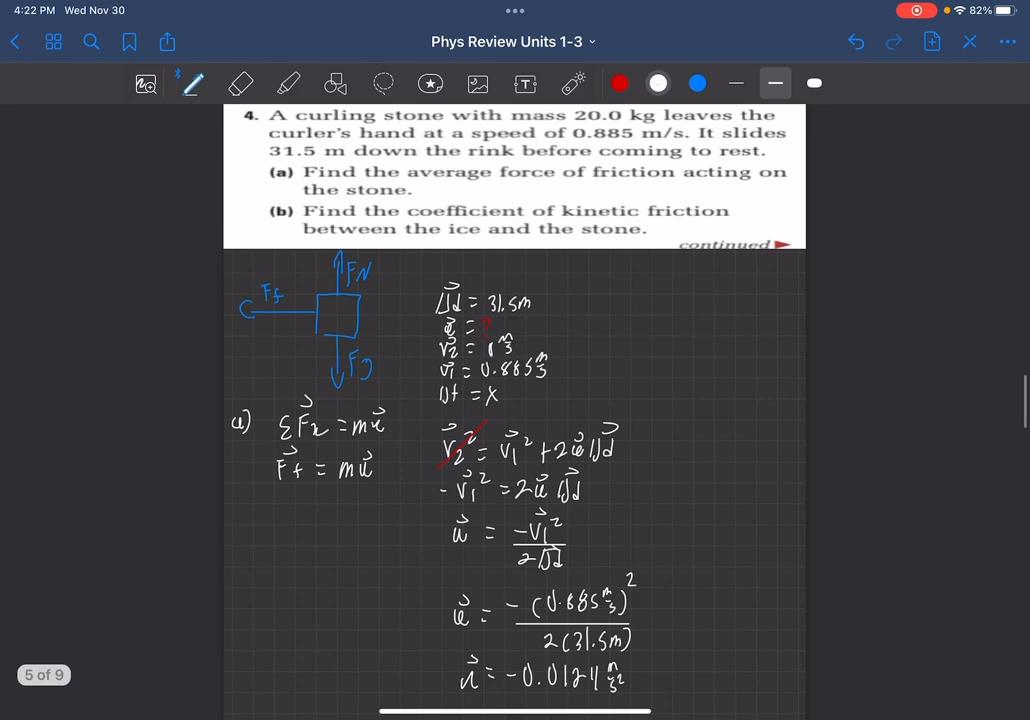 4:22 PM Wed Nov 30
82%
Phys Review Units 1-3
T
4. A curling stone with mass 20.0 kg leaves the
curler's hand at a speed of 0.885 m/s. It slides
31.5 m down the rink before coming to rest.
(a) Find the average force of friction acting on
the stone.
(b) Find the coefficient of kinetic friction
between the ice and the stone.
continued
FN
Ff
Fg
Δd = 31.5m
a = ?
v2 = 0 m/s
v1 = 0.885 m/s
Δt = x
a) ΣFx = ma
Ff = ma
v2² = v1² + 2aΔd
-v1² = 2aΔd
a = -v1² / 2Δd
a = -(0.885 m/s)² / 2(31.5m)
a = -0.0124 m/s²
5 of 9